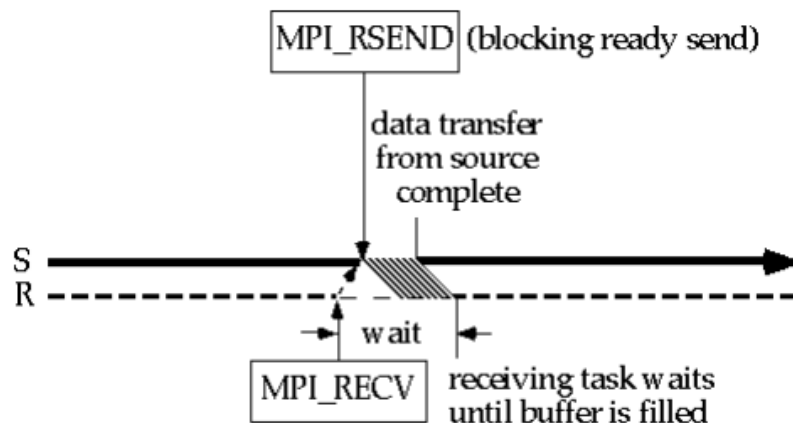 MPI_RSEND (blocking ready send)
data transfer
from source
complete
S
R
wait
MPI_RECV
receiving task waits
until buffer is filled